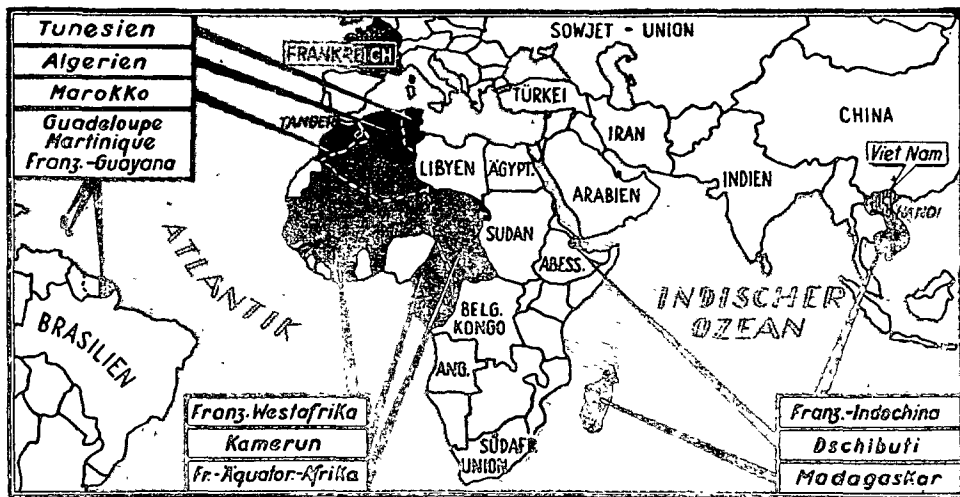 Tunesien
Algerien
Marokko
Guadeloupe
Martinique
Franz.-Guayana
FRANKREICH
SOWJET - UNION
TÜRKEI
TANGER
IRAN
CHINA
Viet Nam
LIBYEN
ÄGYPT.
ARABIEN
INDIEN
HANOI
ATLANTIK
SUDAN
ABESS.
INDISCHER
OZEAN
BRASILIEN
BELG.
KONGO
ANG.
SÜDAFR.
UNION
Franz. Westafrika
Kamerun
Fr.-Äquator.-Afrika
Franz.-Indochina
Dschibuti
Madagaskar